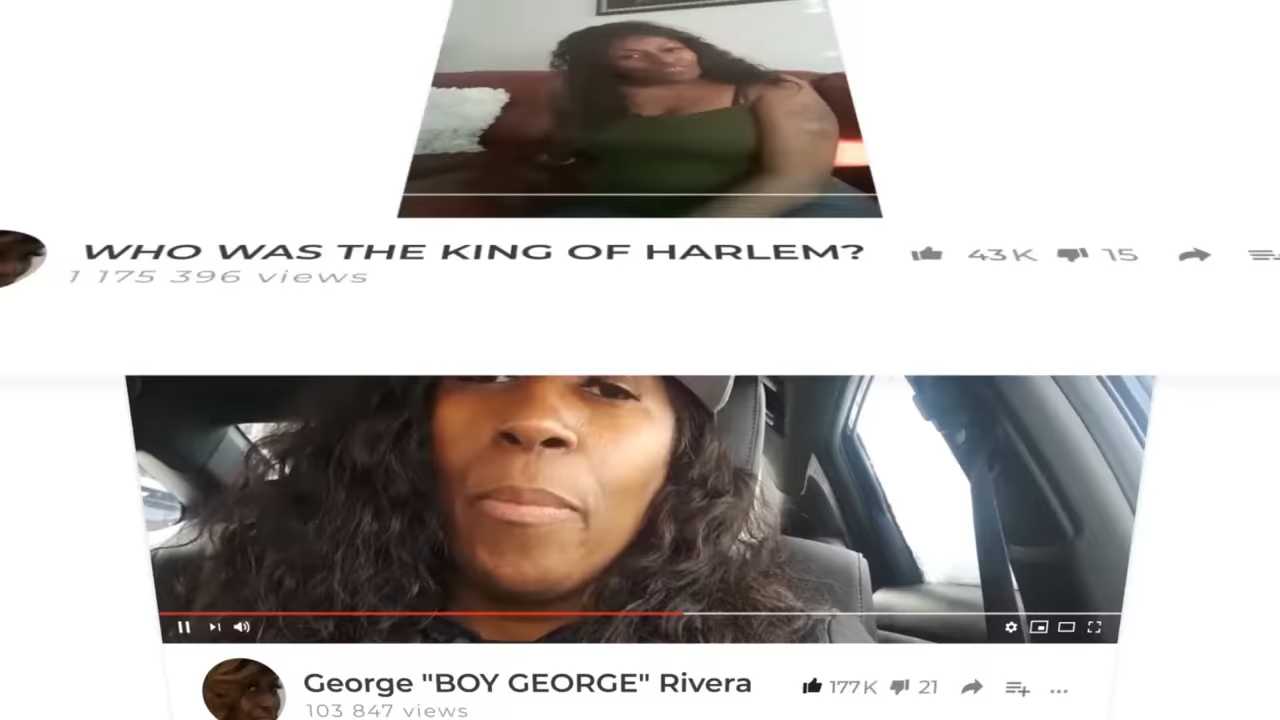 WHO WAS THE KING OF HARLEM?
43K
15
1 175 396 views
George "BOY GEORGE" Rivera
177K
21
103 847 views